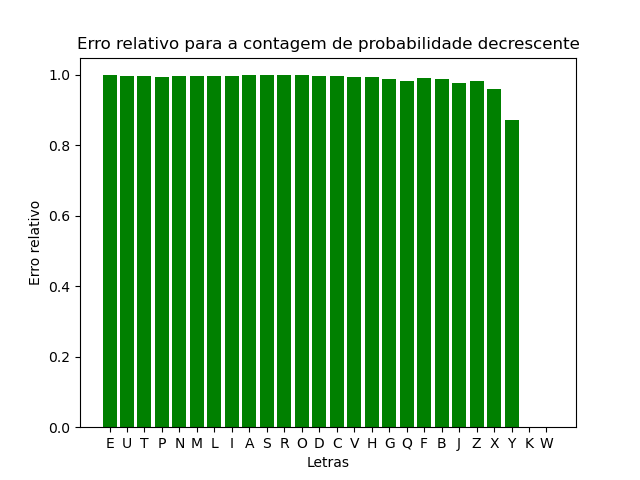 Erro relativo para a contagem de probabilidade decrescente
1.0
0.8
0.6
0.4
0.2
0.0
Erro relativo
E U T P N M L I A S R O D C V H G Q F B J Z X Y K W
Letras